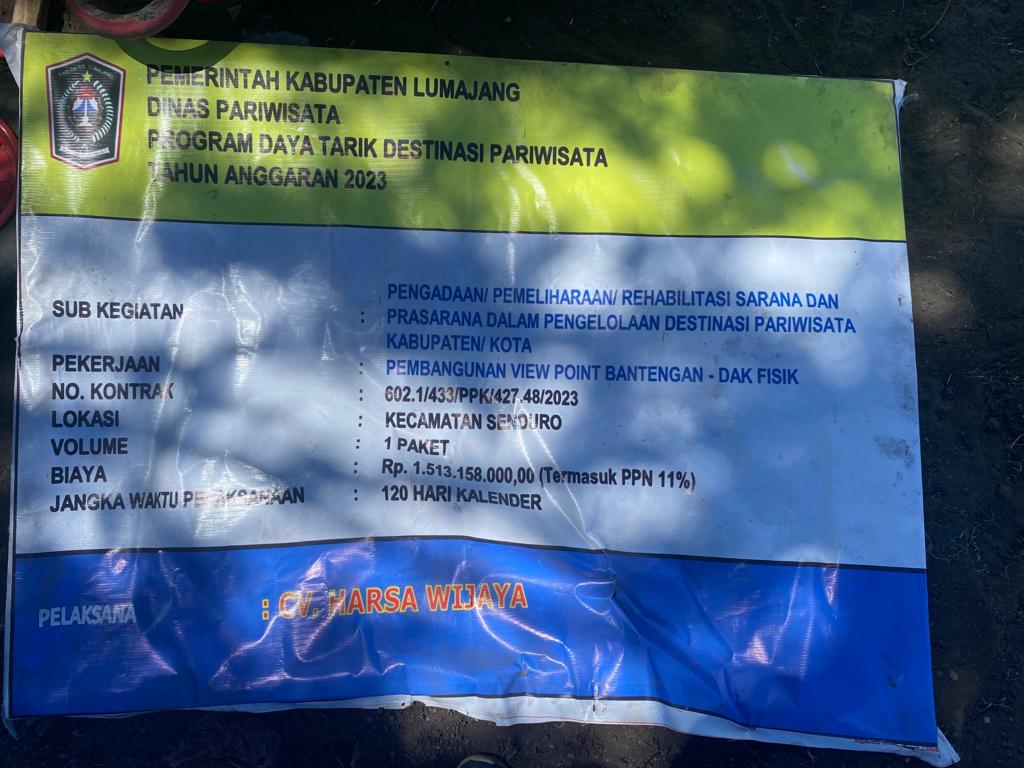 PEMERINTAH KABUPATEN LUMAJANG
DINAS PARIWISATA
PROGRAM DAYA TARIK DESTINASI PARIWISATA
TAHUN ANGGARAN 2023
SUB KEGIATAN : PENGADAAN/ PEMELIHARAAN/ REHABILITASI SARANA DAN
PRASARANA DALAM PENGELOLAAN DESTINASI PARIWISATA
KABUPATEN/ KOTA
PEKERJAAN : PEMBANGUNAN VIEW POINT BANTENGAN - DAK FISIK
NO. KONTRAK : 602.1/433/PPK/427.48/2023
LOKASI : KECAMATAN SENDURO
VOLUME : 1 PAKET
BIAYA : Rp. 1.513.158.000,00 (Termasuk PPN 11%)
JANGKA WAKTU PELAKSANAAN : 120 HARI KALENDER
PELAKSANA : CV. HARSA WIJAYA